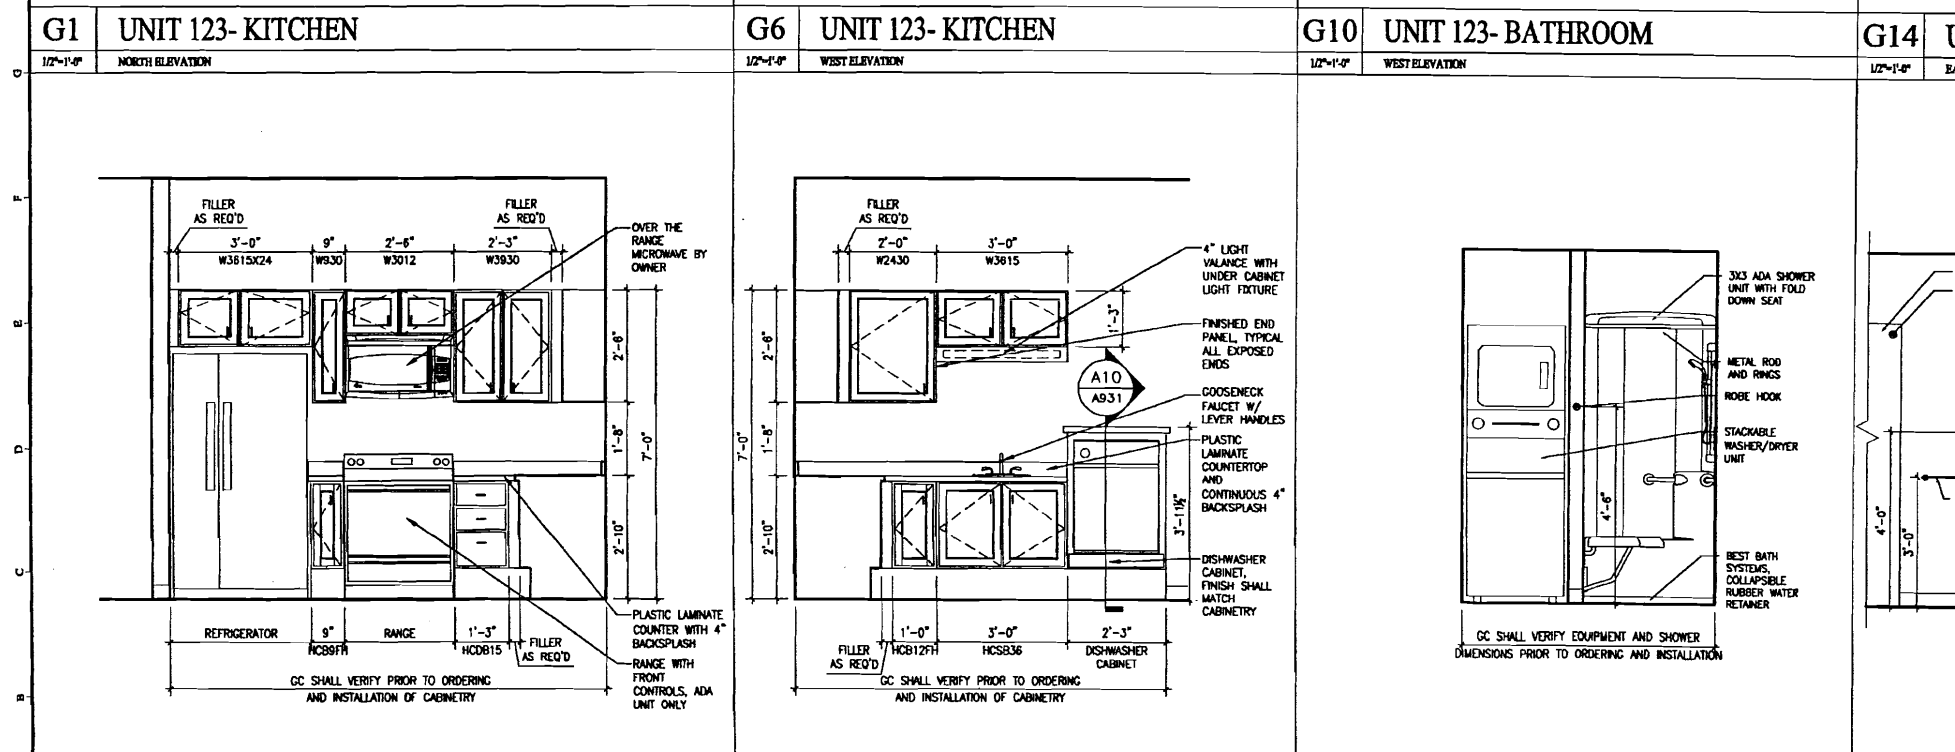 G1 UNIT 123- KITCHEN
1/2"=1'-0" NORTH ELEVATION
FILLER
AS REQ'D
FILLER
AS REQ'D
3'-0" 9" 2'-6" 2'-3"
W3615X24 W930 W3012 W3930
OVER THE
RANGE
MICROWAVE BY
OWNER
2'-6"
1'-8"
7'-0"
2'-10"
REFRIGERATOR 9" RANGE 1'-3"
HCB9FH HCDB15
FILLER
AS REQ'D
PLASTIC LAMINATE
COUNTER WITH 4"
BACKSPLASH
RANGE WITH
FRONT
CONTROLS, ADA
UNIT ONLY
GC SHALL VERIFY PRIOR TO ORDERING
AND INSTALLATION OF CABINETRY
G6 UNIT 123- KITCHEN
1/2"=1'-0" WEST ELEVATION
FILLER
AS REQ'D
2'-0" 3'-0"
W2430 W3615
4" LIGHT
VALANCE WITH
UNDER CABINET
LIGHT FIXTURE
1'-3"
FINISHED END
PANEL, TYPICAL
ALL EXPOSED
ENDS
A10
A931
GOOSENECK
FAUCET W/
LEVER HANDLES
PLASTIC
LAMINATE
COUNTERTOP
AND
CONTINUOUS 4"
BACKSPLASH
2'-6"
1'-8"
7'-0"
2'-10"
3'-11½"
DISHWASHER
CABINET,
FINISH SHALL
MATCH
CABINETRY
1'-0" 3'-0" 2'-3"
FILLER
AS REQ'D
HCB12FH HCSB36 DISHWASHER
CABINET
GC SHALL VERIFY PRIOR TO ORDERING
AND INSTALLATION OF CABINETRY
G10 UNIT 123- BATHROOM
1/2"=1'-0" WEST ELEVATION
3X3 ADA SHOWER
UNIT WITH FOLD
DOWN SEAT
METAL ROD
AND RINGS
ROBE HOOK
STACKABLE
WASHER/DRYER
UNIT
4'-6"
BEST BATH
SYSTEMS,
COLLAPSIBLE
RUBBER WATER
RETAINER
GC SHALL VERIFY EQUIPMENT AND SHOWER
DIMENSIONS PRIOR TO ORDERING AND INSTALLATION
G14
1/2"=1'-0"
4'-0"
3'-0"
G
F
E
D
C
B